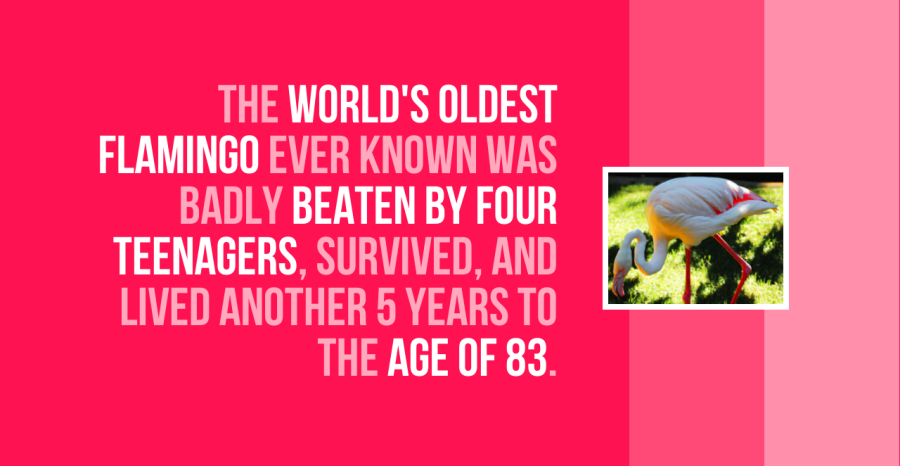 THE WORLD'S OLDEST
FLAMINGO EVER KNOWN WAS
BADLY BEATEN BY FOUR
TEENAGERS, SURVIVED, AND
LIVED ANOTHER 5 YEARS TO
THE AGE OF 83.